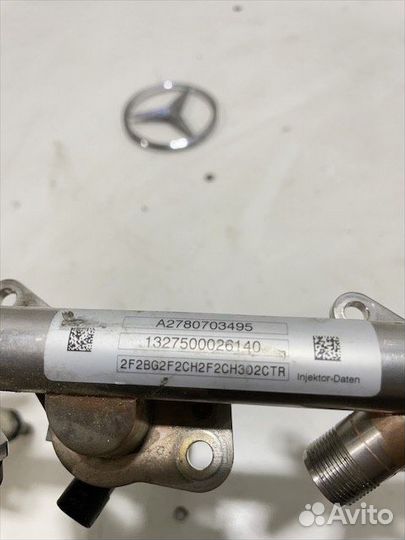 A2780703495
1327500026140
2F2BG2F2CH2F2CH302CTR
Injektor-Daten
Avito